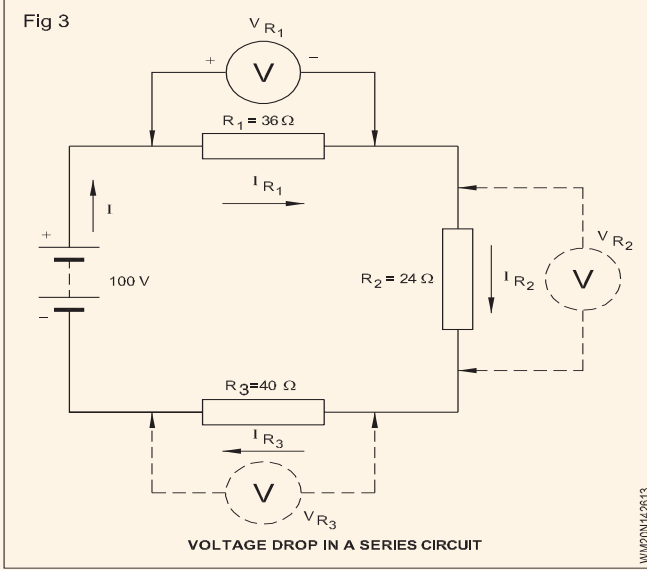 Fig 3
V R1
+ V –
R1 = 36 Ω
I R1
I
+
100 V
–
R2 = 24 Ω
I R2
V R2
V
R3=40 Ω
I R3
V
V R3
VOLTAGE DROP IN A SERIES CIRCUIT
WM20N142613